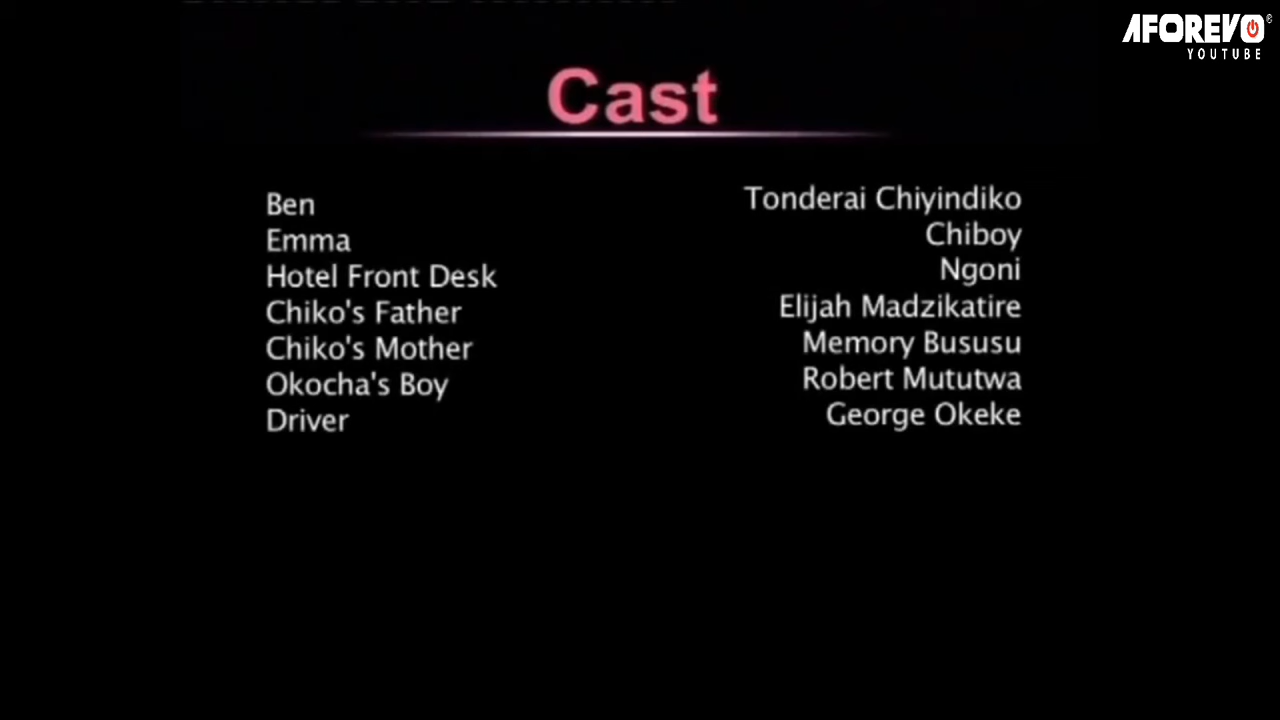 AFOREVO
YOUTUBE
Cast
Ben Tonderai Chiyindiko
Emma Chiboy
Hotel Front Desk Ngoni
Chiko's Father Elijah Madzikatire
Chiko's Mother Memory Bususu
Okocha's Boy Robert Mututwa
Driver George Okeke